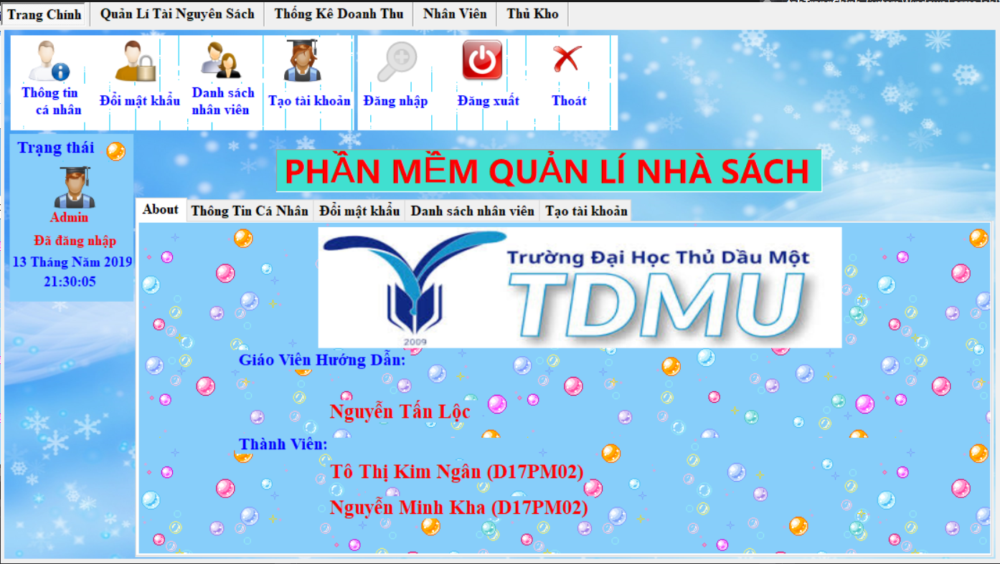 Trang Chính
Quản Lí Tài Nguyên Sách
Thống Kê Doanh Thu
Nhân Viên
Thủ Kho
Thông tin
cá nhân
Đổi mật khẩu
Danh sách
nhân viên
Tạo tài khoản
Đăng nhập
Đăng xuất
Thoát
Trạng thái
Admin
Đã đăng nhập
13 Tháng Năm 2019
21:30:05
PHẦN MỀM QUẢN LÍ NHÀ SÁCH
About
Thông Tin Cá Nhân
Đổi mật khẩu
Danh sách nhân viên
Tạo tài khoản
Trường Đại Học Thủ Dầu Một
TDMU
2009
Giáo Viên Hướng Dẫn:
Nguyễn Tấn Lộc
Thành Viên:
Tô Thị Kim Ngân (D17PM02)
Nguyễn Minh Kha (D17PM02)